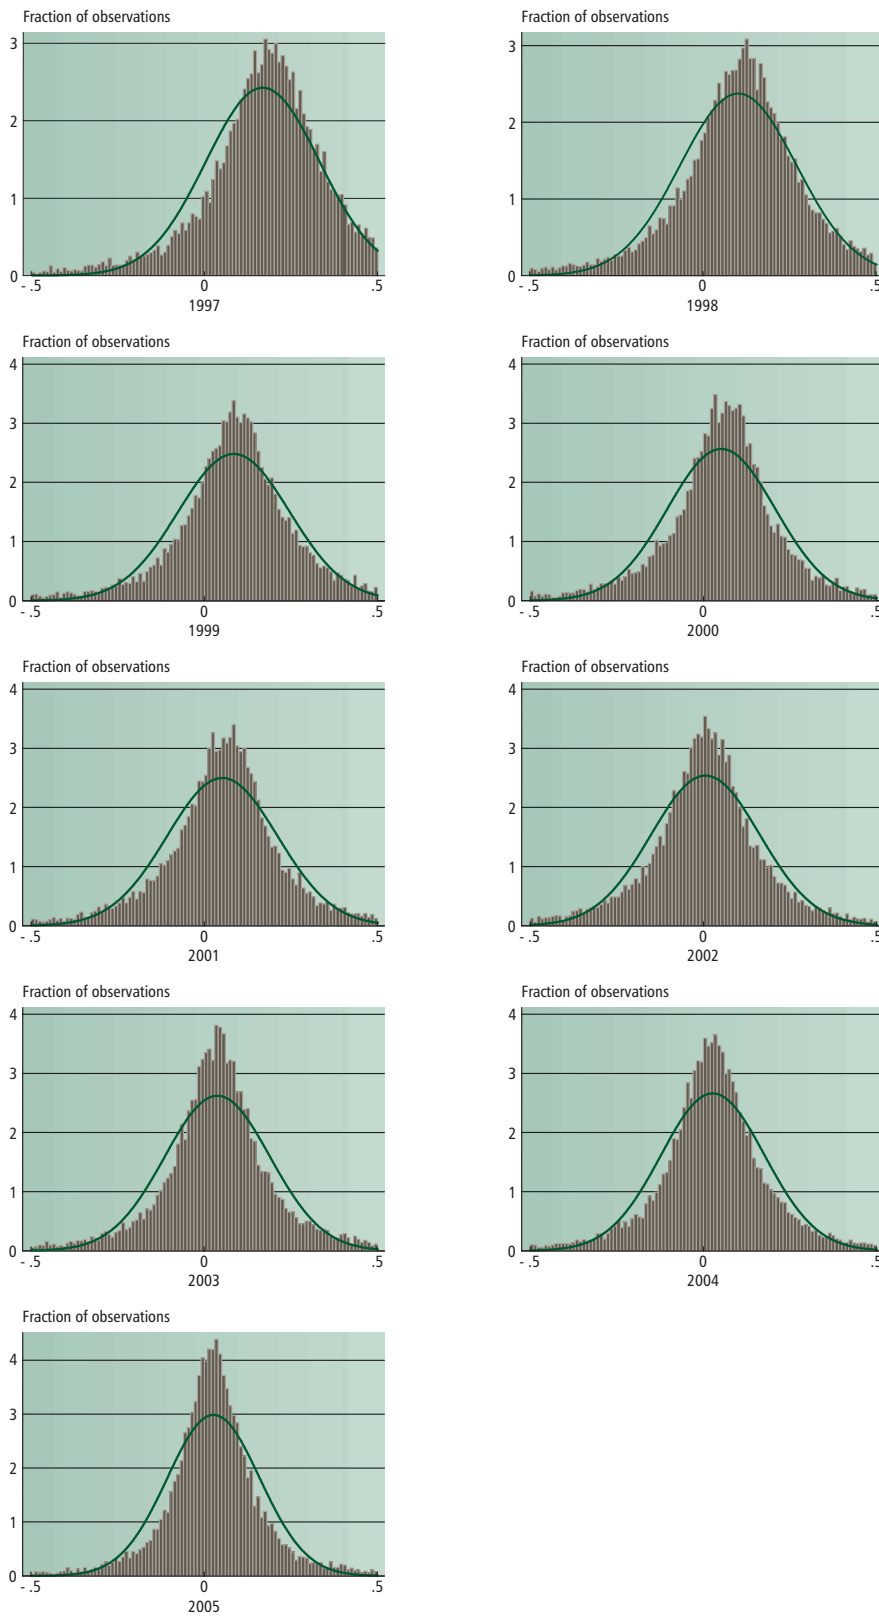 Fraction of observations
3
2
1
0
- .5 0 .5
1997
Fraction of observations
3
2
1
0
- .5 0 .5
1998
Fraction of observations
4
3
2
1
0
- .5 0 .5
1999
Fraction of observations
4
3
2
1
0
- .5 0 .5
2000
Fraction of observations
4
3
2
1
0
- .5 0 .5
2001
Fraction of observations
4
3
2
1
0
- .5 0 .5
2002
Fraction of observations
4
3
2
1
0
- .5 0 .5
2003
Fraction of observations
4
3
2
1
0
- .5 0 .5
2004
Fraction of observations
4
3
2
1
0
- .5 0 .5
2005